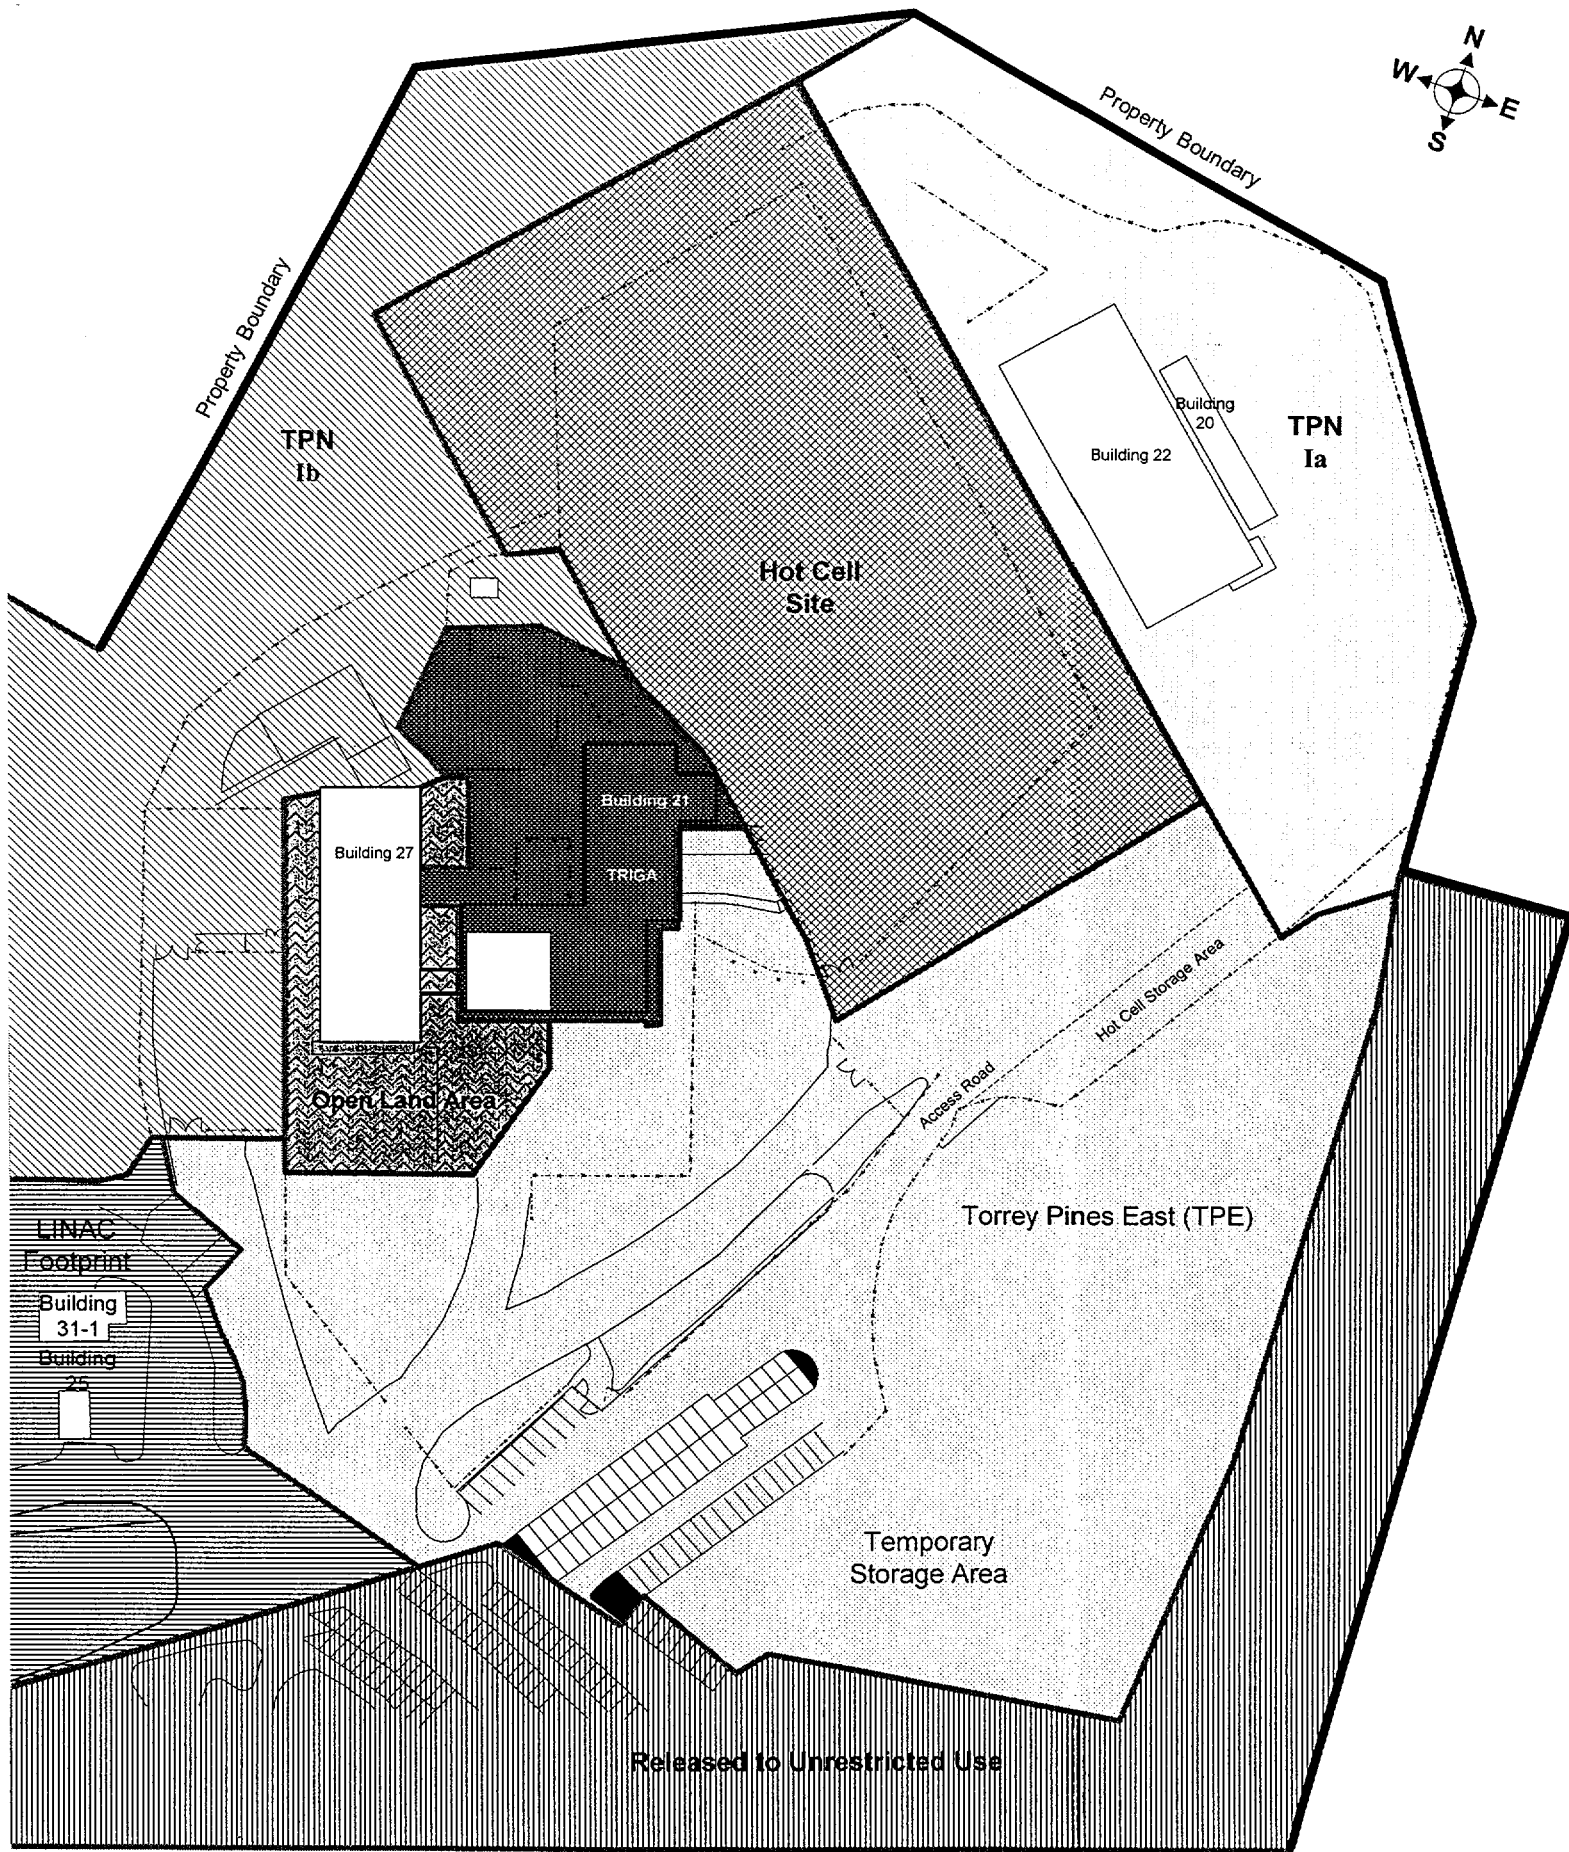 N
W
E
S
Property Boundary
Property Boundary
TPN
Ib
Building
20
Building 22
TPN
Ia
Hot Cell
Site
Building 21
Building 27
TRIGA
Hot Cell Storage Area
Access Road
Open Land Area
LINAC
Footprint
Building
31-1
Building
25
Torrey Pines East (TPE)
Temporary
Storage Area
Released to Unrestricted Use